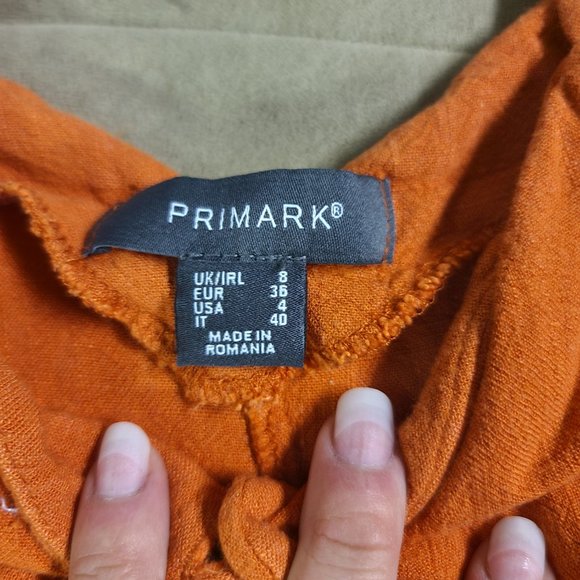 PRIMARK®
UK/IRL 8
EUR 36
USA 4
IT 40
MADE IN
ROMANIA